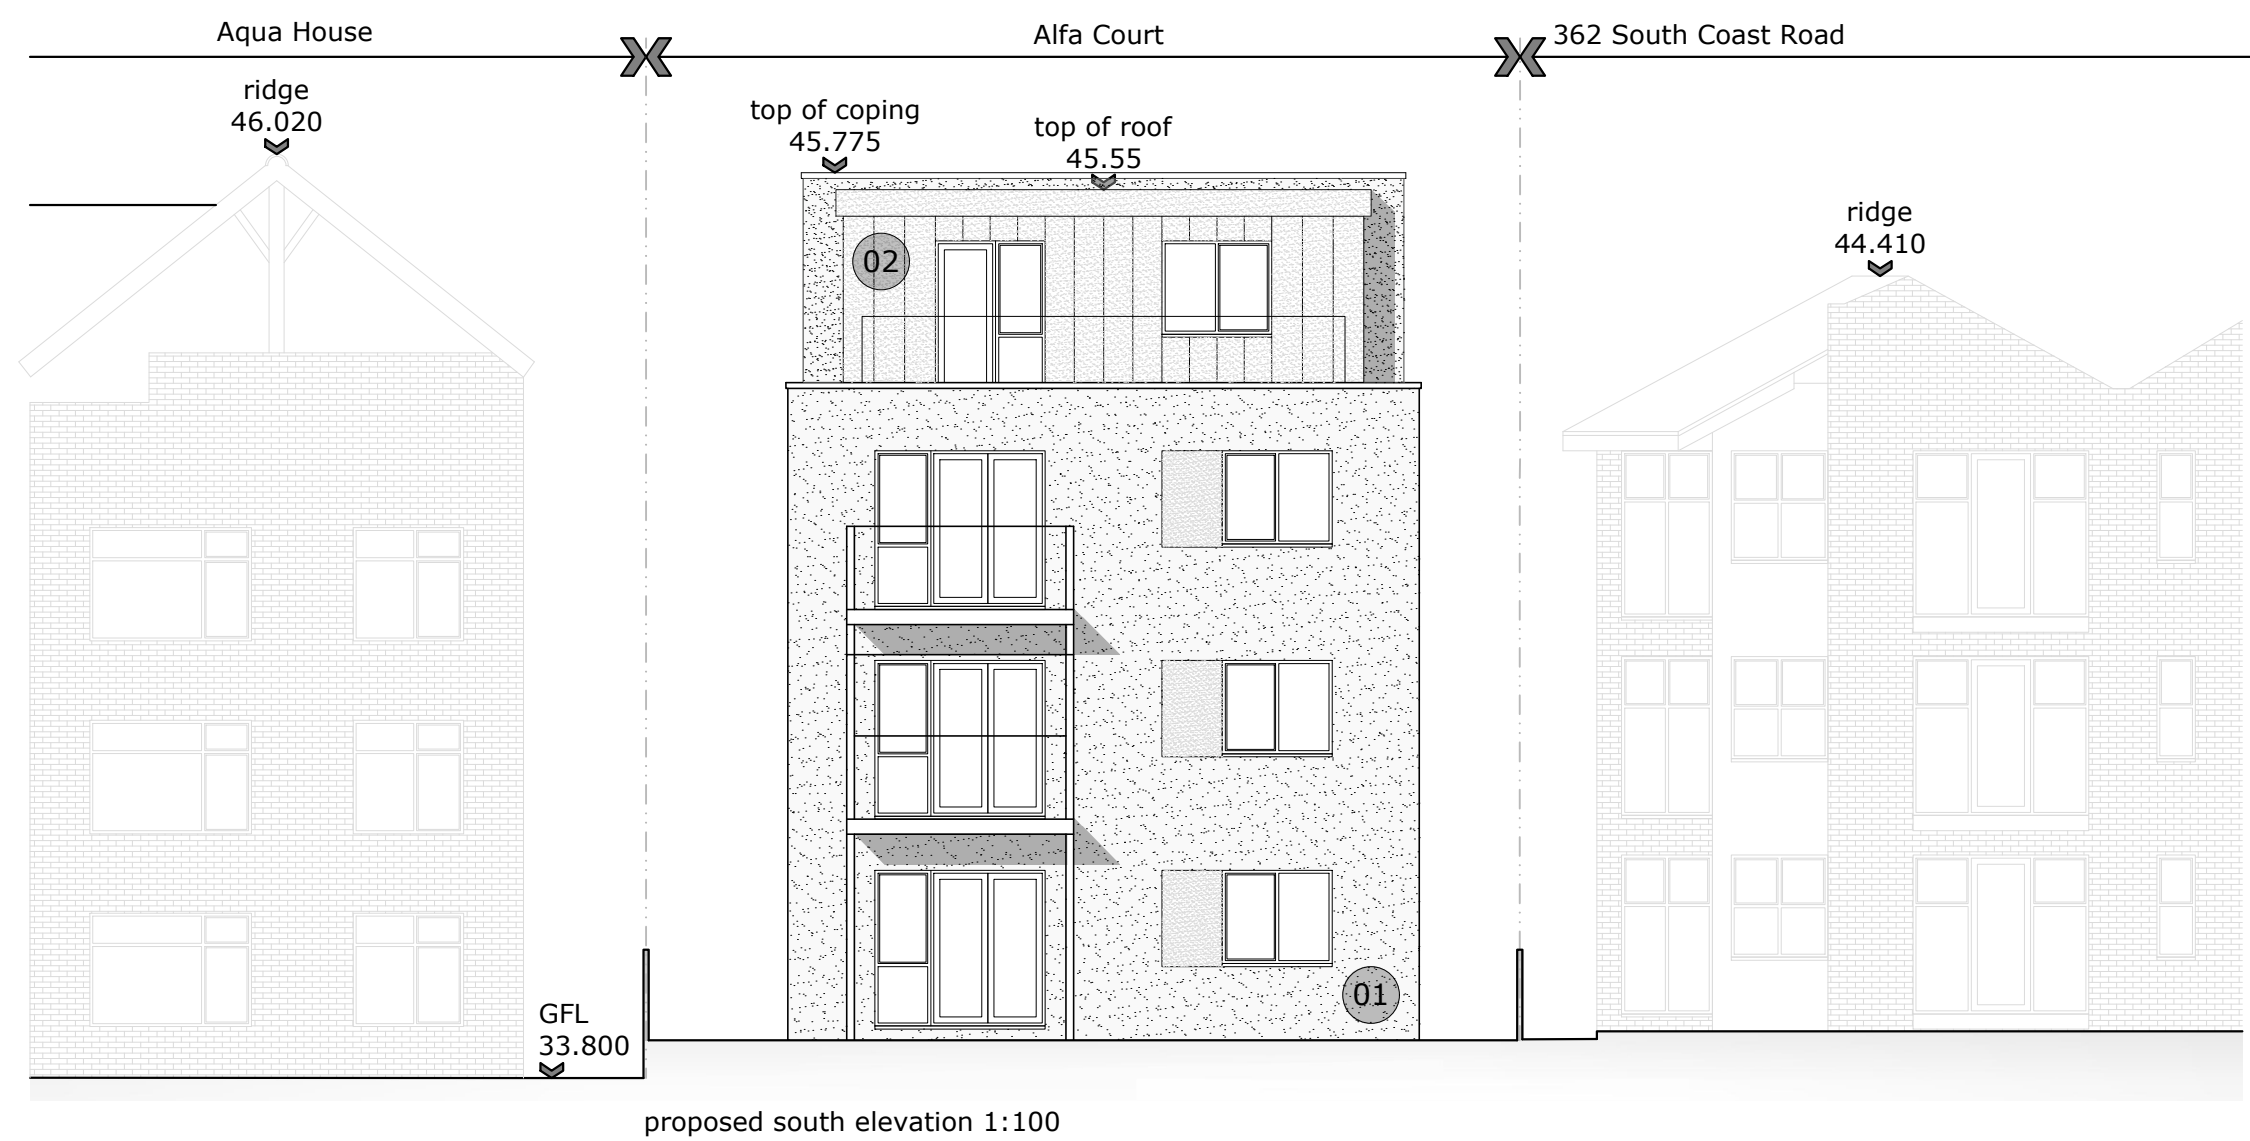 Aqua House
Alfa Court
362 South Coast Road
ridge
46.020
top of coping
45.775
top of roof
45.55
ridge
44.410
02
01
GFL
33.800
proposed south elevation 1:100